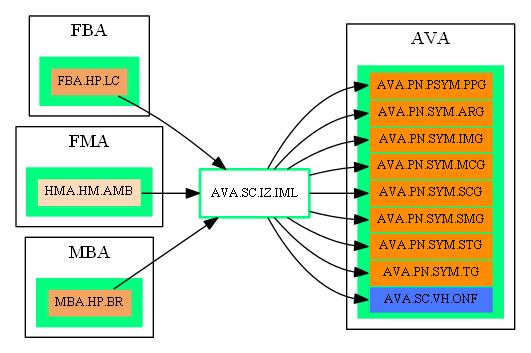 FBA
FBA.HP.LC
FMA
HMA.HM.AMB
MBA
MBA.HP.BR
AVA.SC.IZ.IML
AVA
AVA.PN.PSYM.PPG
AVA.PN.SYM.ARG
AVA.PN.SYM.IMG
AVA.PN.SYM.MCG
AVA.PN.SYM.SCG
AVA.PN.SYM.SMG
AVA.PN.SYM.STG
AVA.PN.SYM.TG
AVA.SC.VH.ONF